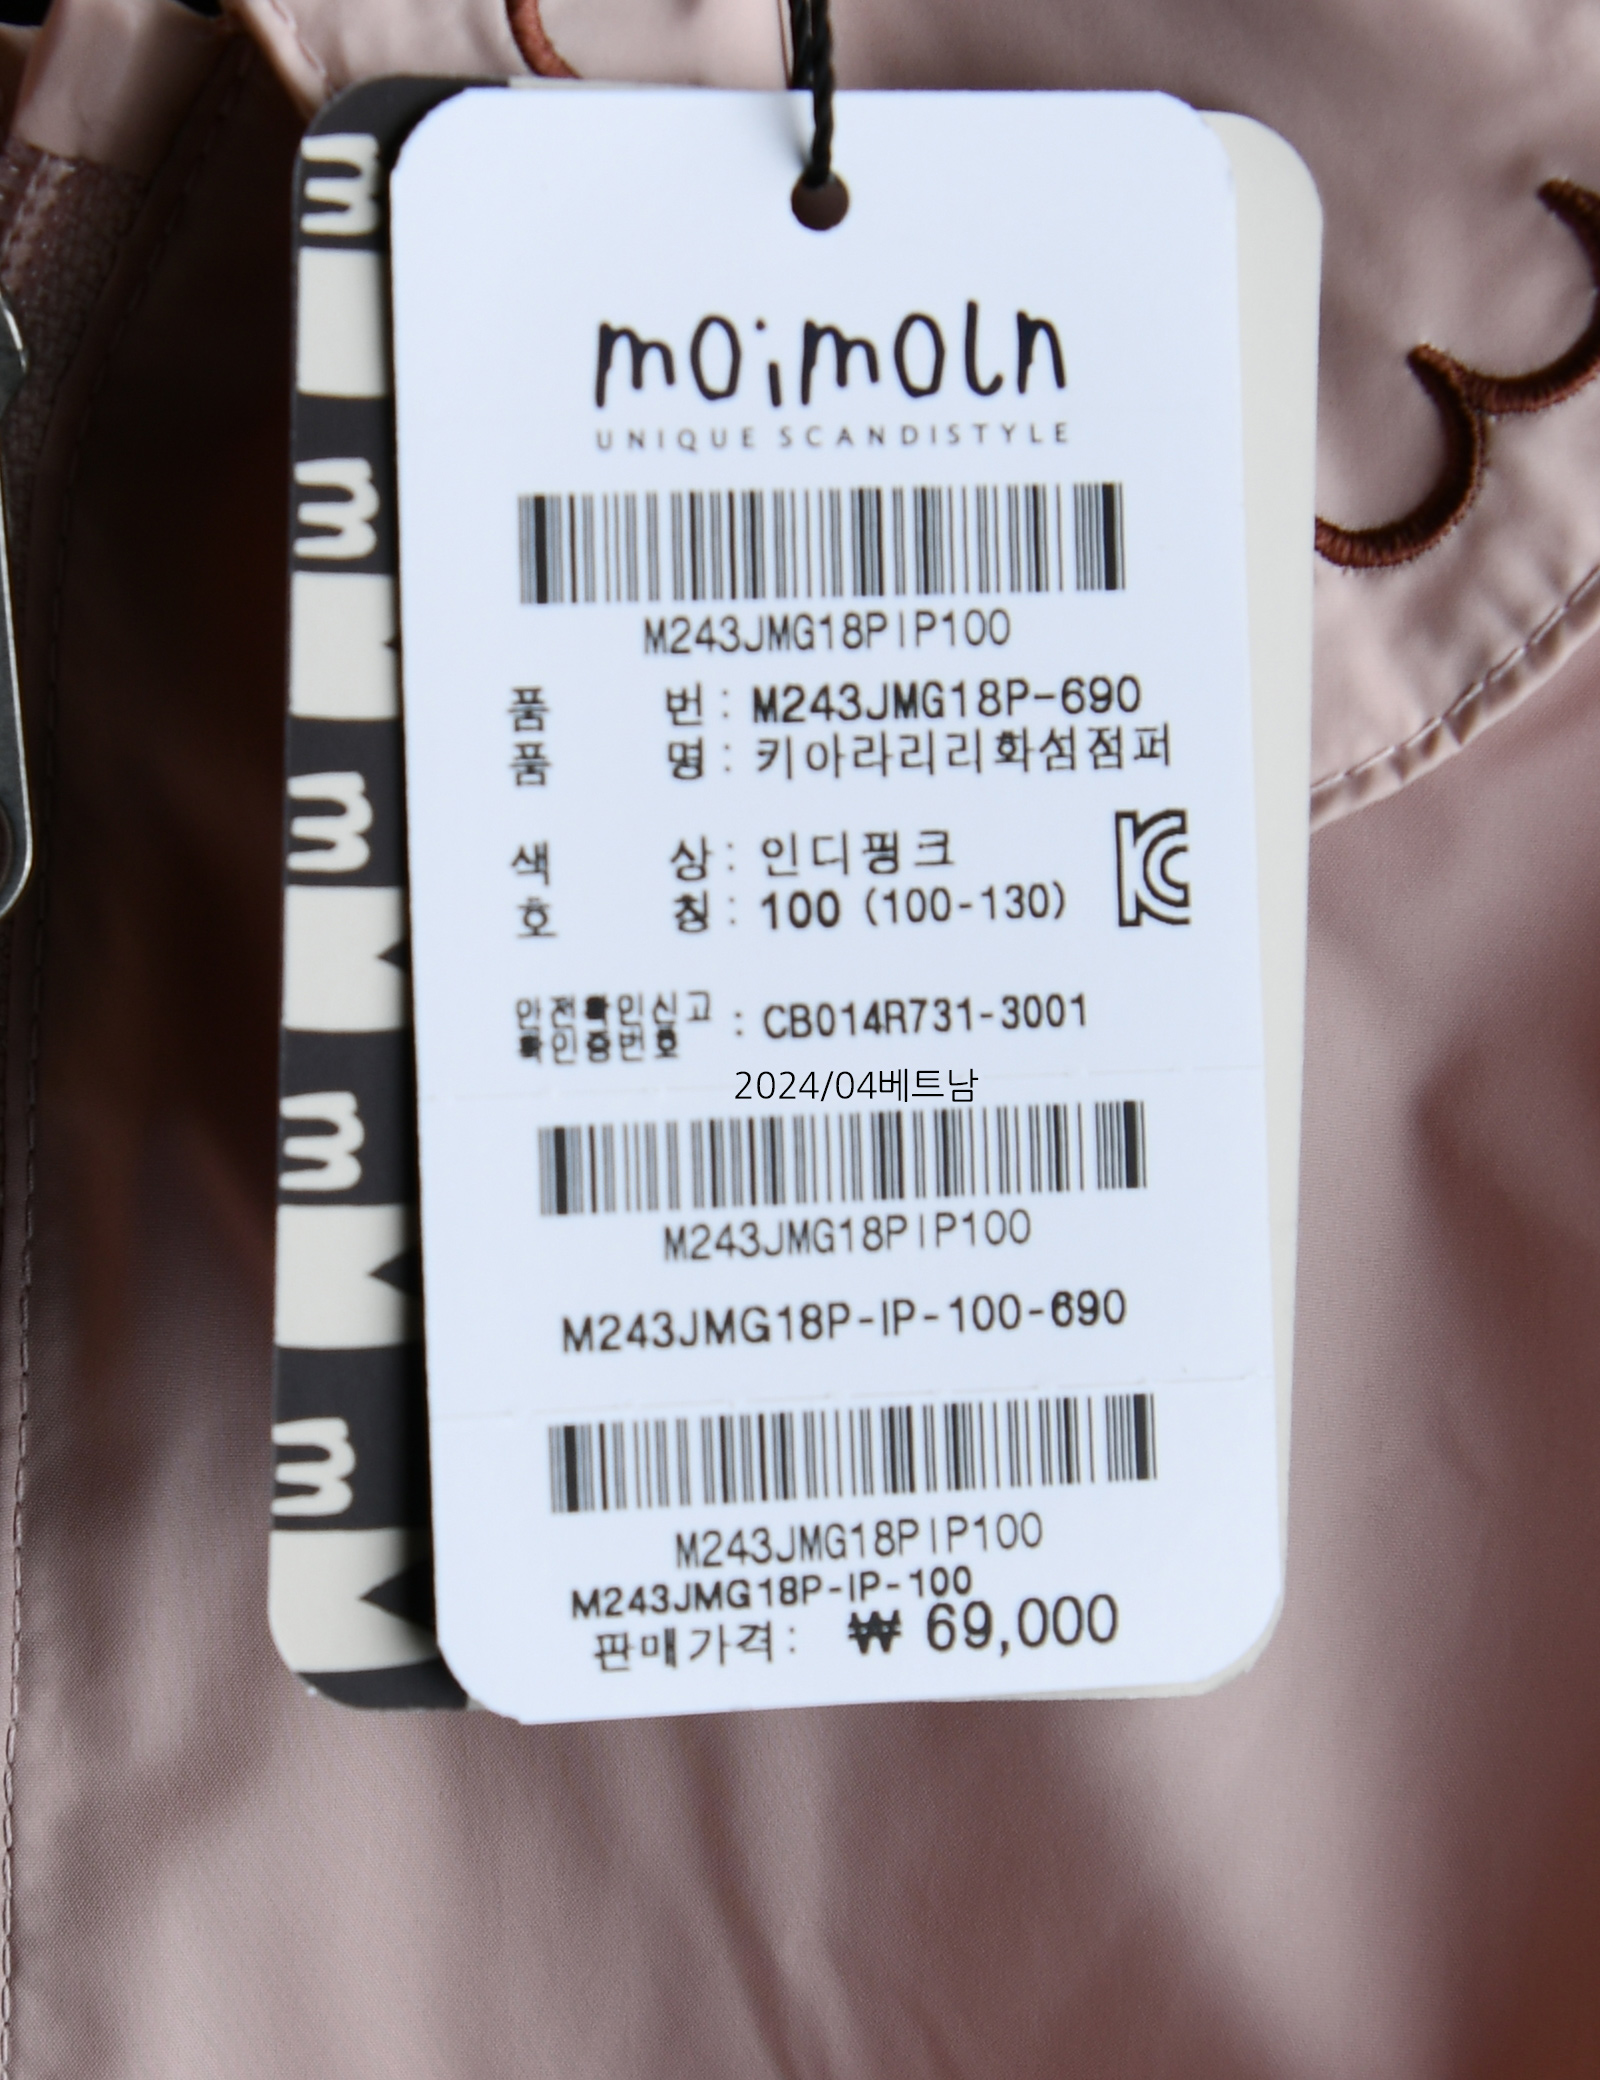 moimoln
UNIQUE SCANDISTYLE
M243JMG18PIP100
품 번 : M243JMG18P-690
품 명 : 키아라리리화섬점퍼
색 상 : 인디핑크
호 칭 : 100 (100-130)
안전확인신고
확인증번호 : CB014R731-3001
2024/04베트남
M243JMG18PIP100
M243JMG18P-IP-100-690
M243JMG18PIP100
M243JMG18P-IP-100
판매가격 : ₩ 69,000